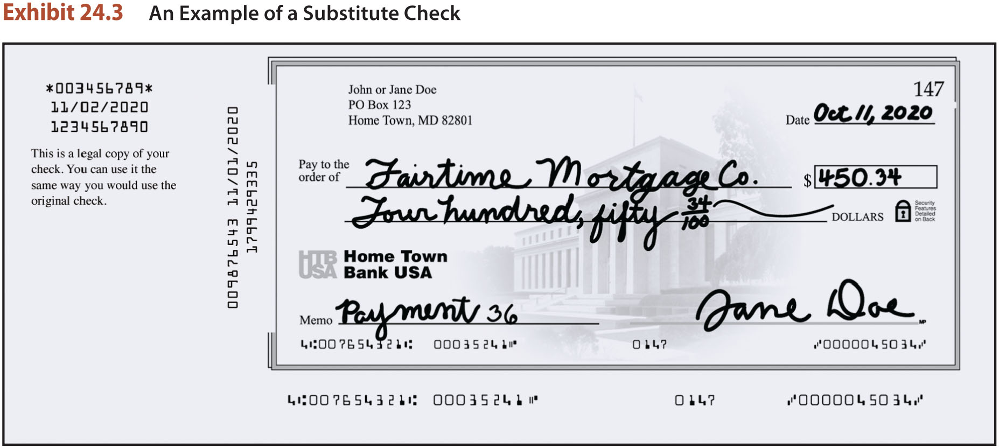 Exhibit 24.3 An Example of a Substitute Check
*003456789*
11/02/2020
1234567890
This is a legal copy of your
check. You can use it the
same way you would use the
original check.
009876543 11/01/2020
1799429335
John or Jane Doe
PO Box 123
Home Town, MD 82801
147
Date Oct 11, 2020
Pay to the
order of Fairtime Mortgage Co. $ 450.34
Four hundred, fifty 34/100 DOLLARS
Security
Features
Detailed
on Back
HTB
USA
Home Town
Bank USA
Memo Payment 36
Jane Doe
MP
⑆007654321⑆ 00035241⑈ 0147 ⑇0000045034⑇
4⑆007654321⑆ 00035241⑈ 0147 ⑇0000045034⑇